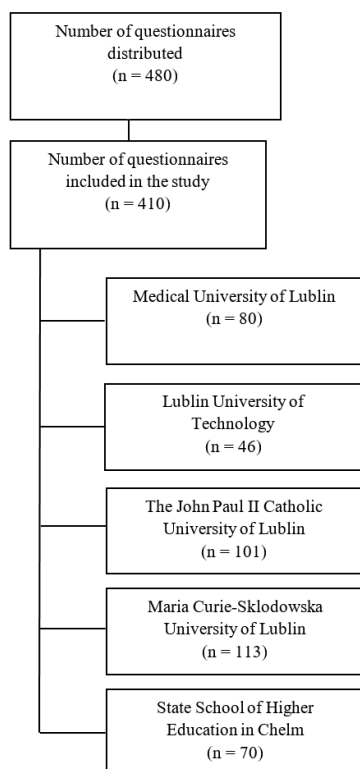 Number of questionnaires
distributed
(n = 480)
Number of questionnaires
included in the study
(n = 410)
Medical University of Lublin
(n = 80)
Lublin University of
Technology
(n = 46)
The John Paul II Catholic
University of Lublin
(n = 101)
Maria Curie-Sklodowska
University of Lublin
(n = 113)
State School of Higher
Education in Chelm
(n = 70)